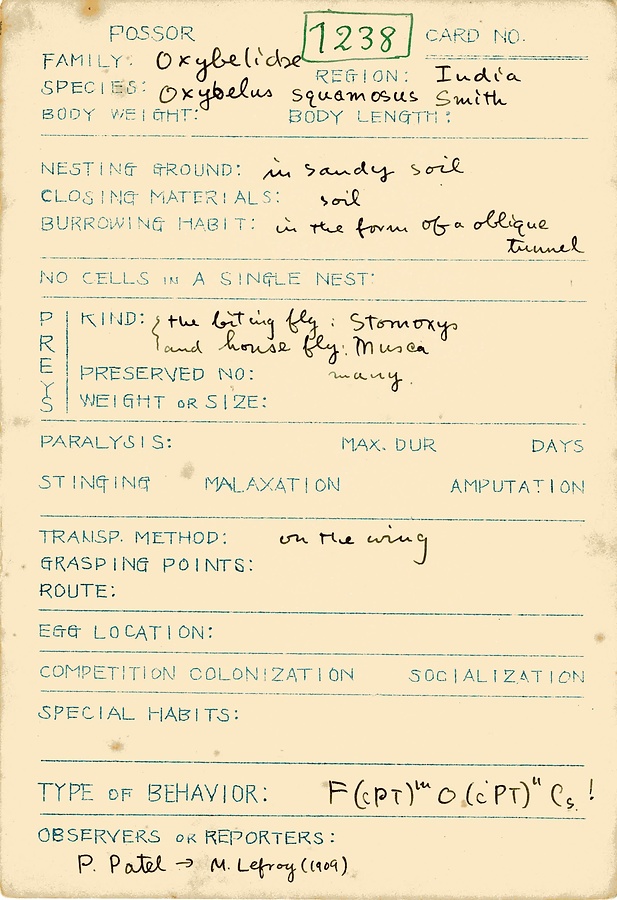 POSSOR 1238 CARD NO.
FAMILY: Oxybelidae
REGION: India
SPECIES: Oxybelus squamosus Smith
BODY WEIGHT: BODY LENGTH:
NESTING GROUND: in sandy soil
CLOSING MATERIALS: soil
BURROWING HABIT: in the form of a oblique
tunnel
NO CELLS IN A SINGLE NEST:
PREYS
KIND: { the biting fly : Stomoxys
and house fly: Musca
PRESERVED NO: many.
WEIGHT OR SIZE:
PARALYSIS: MAX. DUR DAYS
STINGING MALAXATION AMPUTATION
TRANSP. METHOD: on the wing
GRASPING POINTS:
ROUTE:
EGG LOCATION:
COMPETITION COLONIZATION SOCIALIZATION
SPECIAL HABITS:
TYPE OF BEHAVIOR: F(cPT)ᵐ O (c'PT)ⁿ Cs !
OBSERVERS OR REPORTERS:
P. Patel → M. Lefroy (1909)